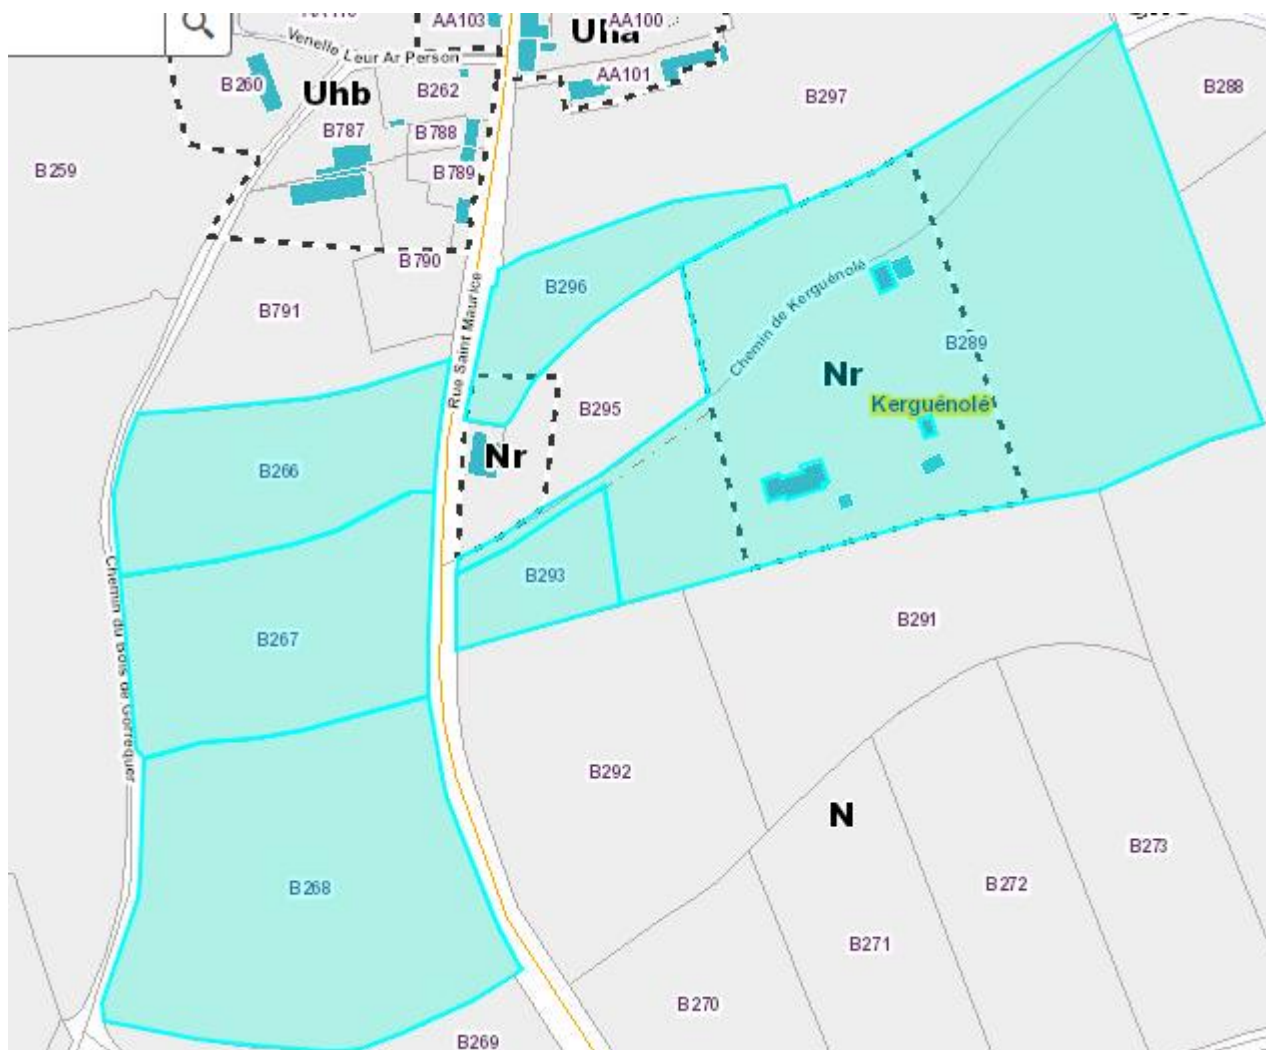 AA103
AA100
Uha
Venelle Leur Ar Person
AA101
B260
B262
Uhb
B297
B288
B787
B788
B259
B789
B790
B296
B791
Rue Saint Maurice
Chemin de Kerguénolé
B289
Nr
Kerguénolé
B295
Nr
B266
B293
Chemin du Bois de Gorrequer
B267
B291
B292
N
B273
B268
B272
B271
B270
B269